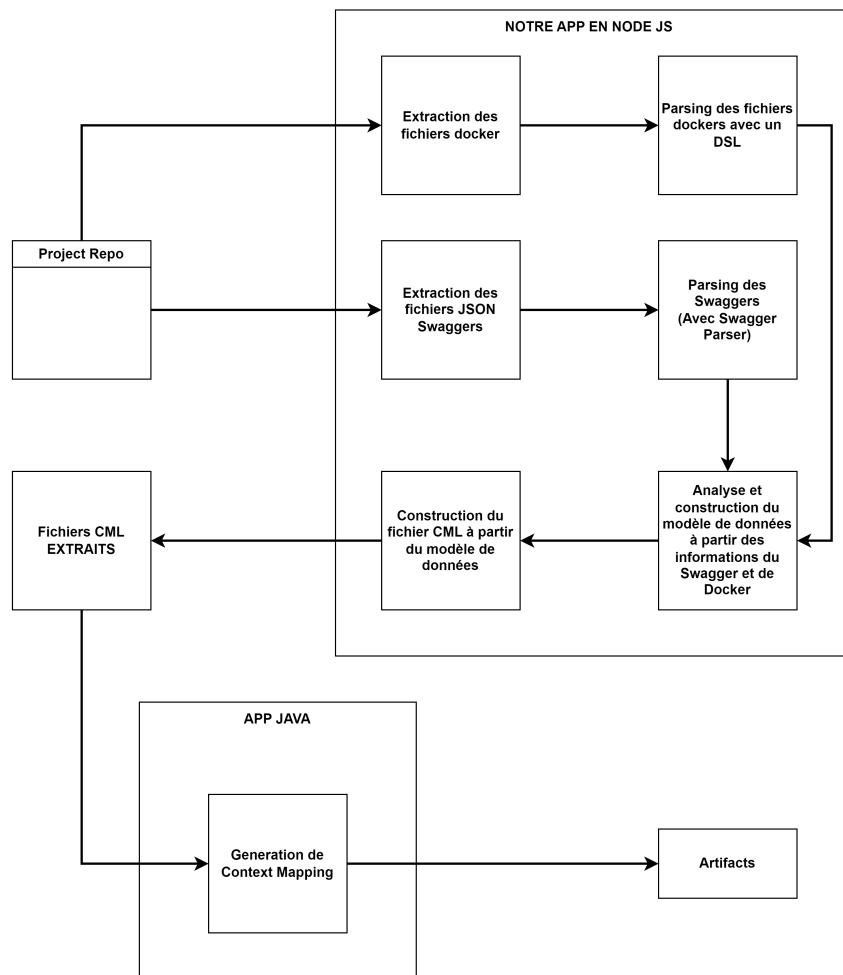 NOTRE APP EN NODE JS
Extraction des
fichiers docker
Parsing des fichiers
dockers avec un
DSL
Project Repo
Extraction des
fichiers JSON
Swaggers
Parsing des
Swaggers
(Avec Swagger
Parser)
Fichiers CML
EXTRAITS
Construction du
fichier CML à partir
du modèle de
données
Analyse et
construction du
modèle de données
à partir des
informations du
Swagger et de
Docker
APP JAVA
Generation de
Context Mapping
Artifacts